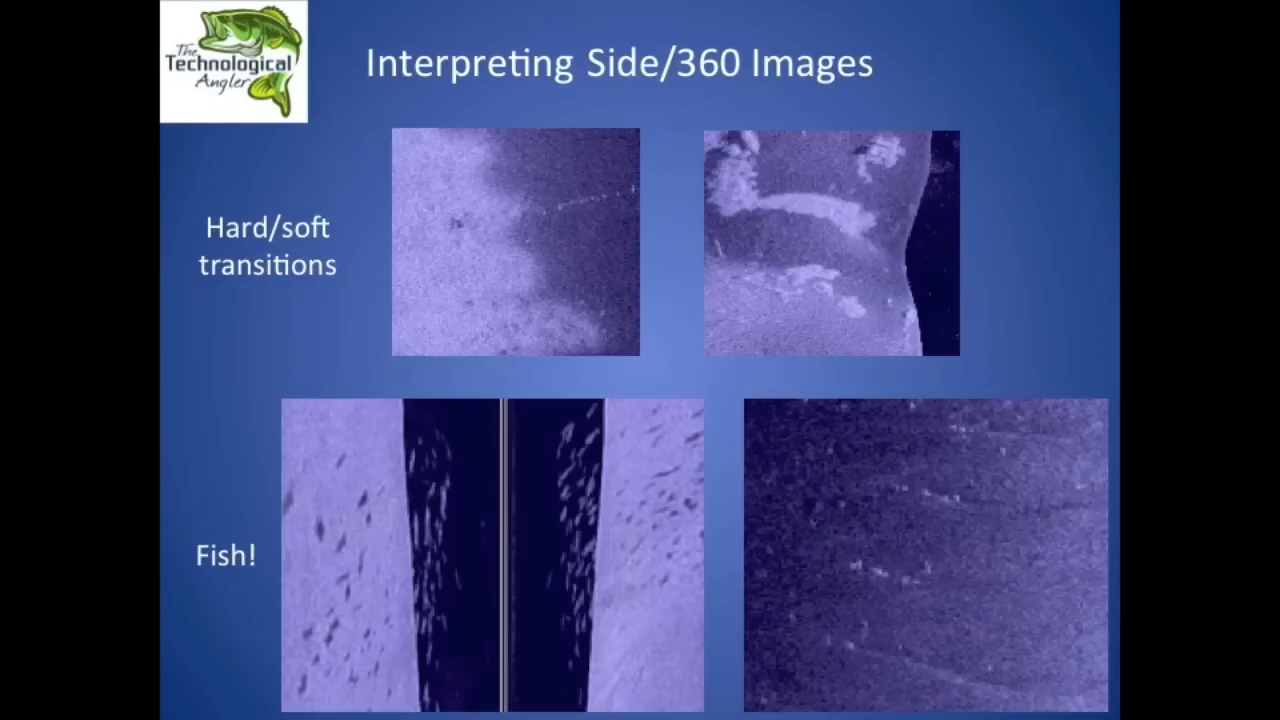 The
Technological
Angler
Interpreting Side/360 Images
Hard/soft
transitions
Fish!